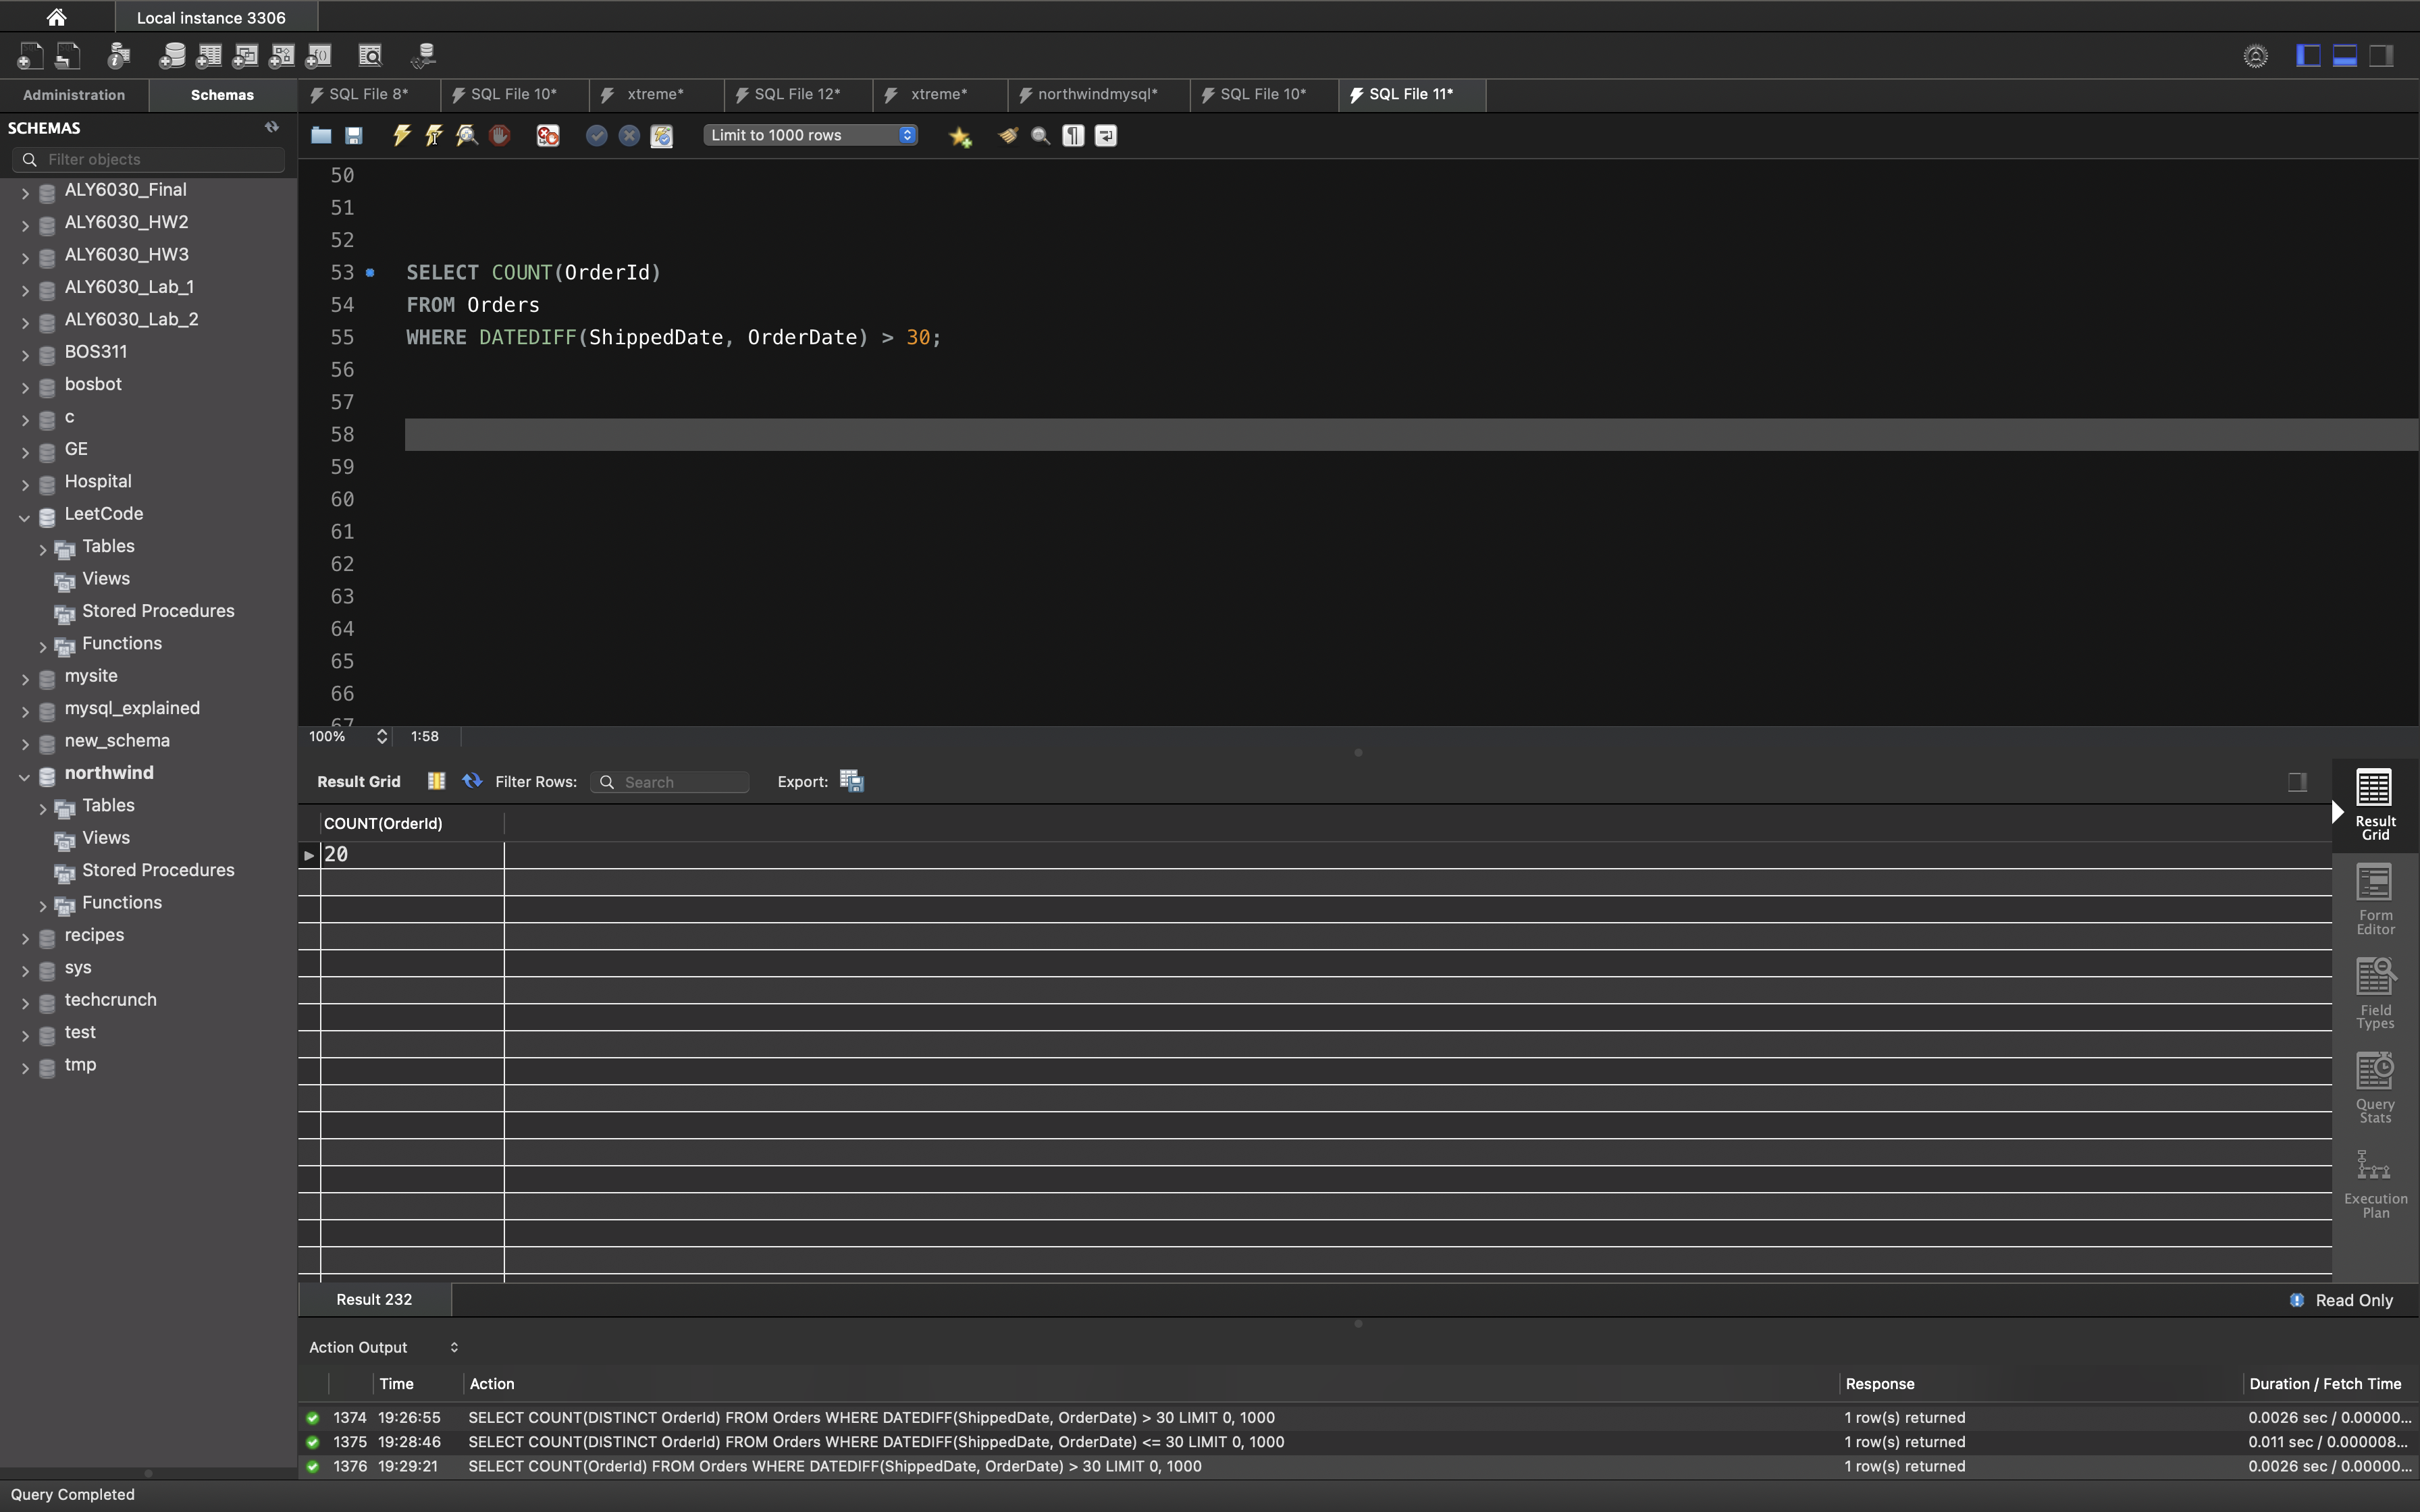 Local instance 3306
Administration Schemas SQL File 8* SQL File 10* xtreme* SQL File 12* xtreme* northwindmysql* SQL File 10* SQL File 11*
SCHEMAS
Filter objects
Limit to 1000 rows
ALY6030_Final
ALY6030_HW2
ALY6030_HW3
ALY6030_Lab_1
ALY6030_Lab_2
BOS311
bosbot
c
GE
Hospital
LeetCode
Tables
Views
Stored Procedures
Functions
mysite
mysql_explained
new_schema
northwind
Tables
Views
Stored Procedures
Functions
recipes
sys
techcrunch
test
tmp
50
51
52
53 SELECT COUNT(OrderId)
54 FROM Orders
55 WHERE DATEDIFF(ShippedDate, OrderDate) > 30;
56
57
58
59
60
61
62
63
64
65
66
67
100% 1:58
Result Grid Filter Rows: Search Export:
COUNT(OrderId)
20
Result Grid
Form Editor
Field Types
Query Stats
Execution Plan
Result 232 Read Only
Action Output
Time Action Response Duration / Fetch Time
1374 19:26:55 SELECT COUNT(DISTINCT OrderId) FROM Orders WHERE DATEDIFF(ShippedDate, OrderDate) > 30 LIMIT 0, 1000 1 row(s) returned 0.0026 sec / 0.00000...
1375 19:28:46 SELECT COUNT(DISTINCT OrderId) FROM Orders WHERE DATEDIFF(ShippedDate, OrderDate) <= 30 LIMIT 0, 1000 1 row(s) returned 0.011 sec / 0.000008...
1376 19:29:21 SELECT COUNT(OrderId) FROM Orders WHERE DATEDIFF(ShippedDate, OrderDate) > 30 LIMIT 0, 1000 1 row(s) returned 0.0026 sec / 0.00000...
Query Completed